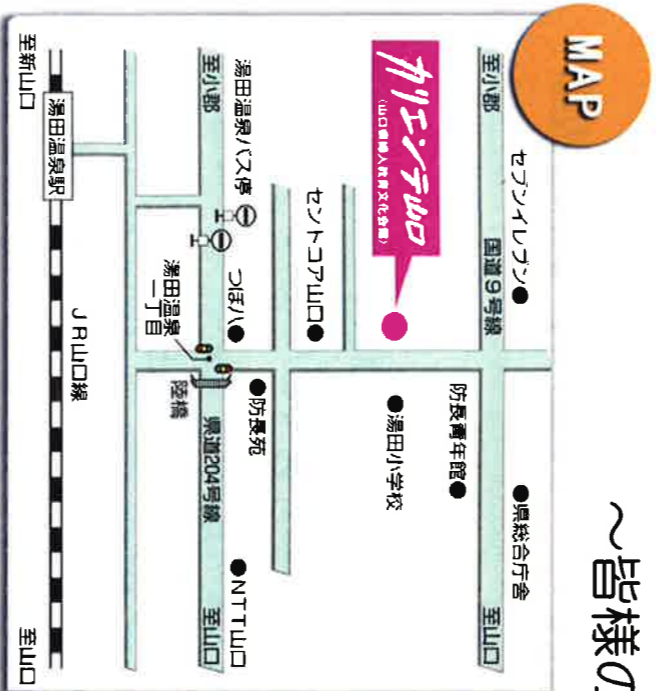 MAP
～皆様の
至小郡
セブンイレブン
国道９号線
防長青年館
県総合庁舎
至山口
カリエンテ山口
(山口県婦人教育文化会館)
湯田小学校
セントコア山口
湯田温泉バス停
至小郡
つぼ八
湯田温泉
一丁目
陸橋
防長苑
県道204号線
NTT山口
至山口
至新山口
湯田温泉駅
JR山口線
至山口